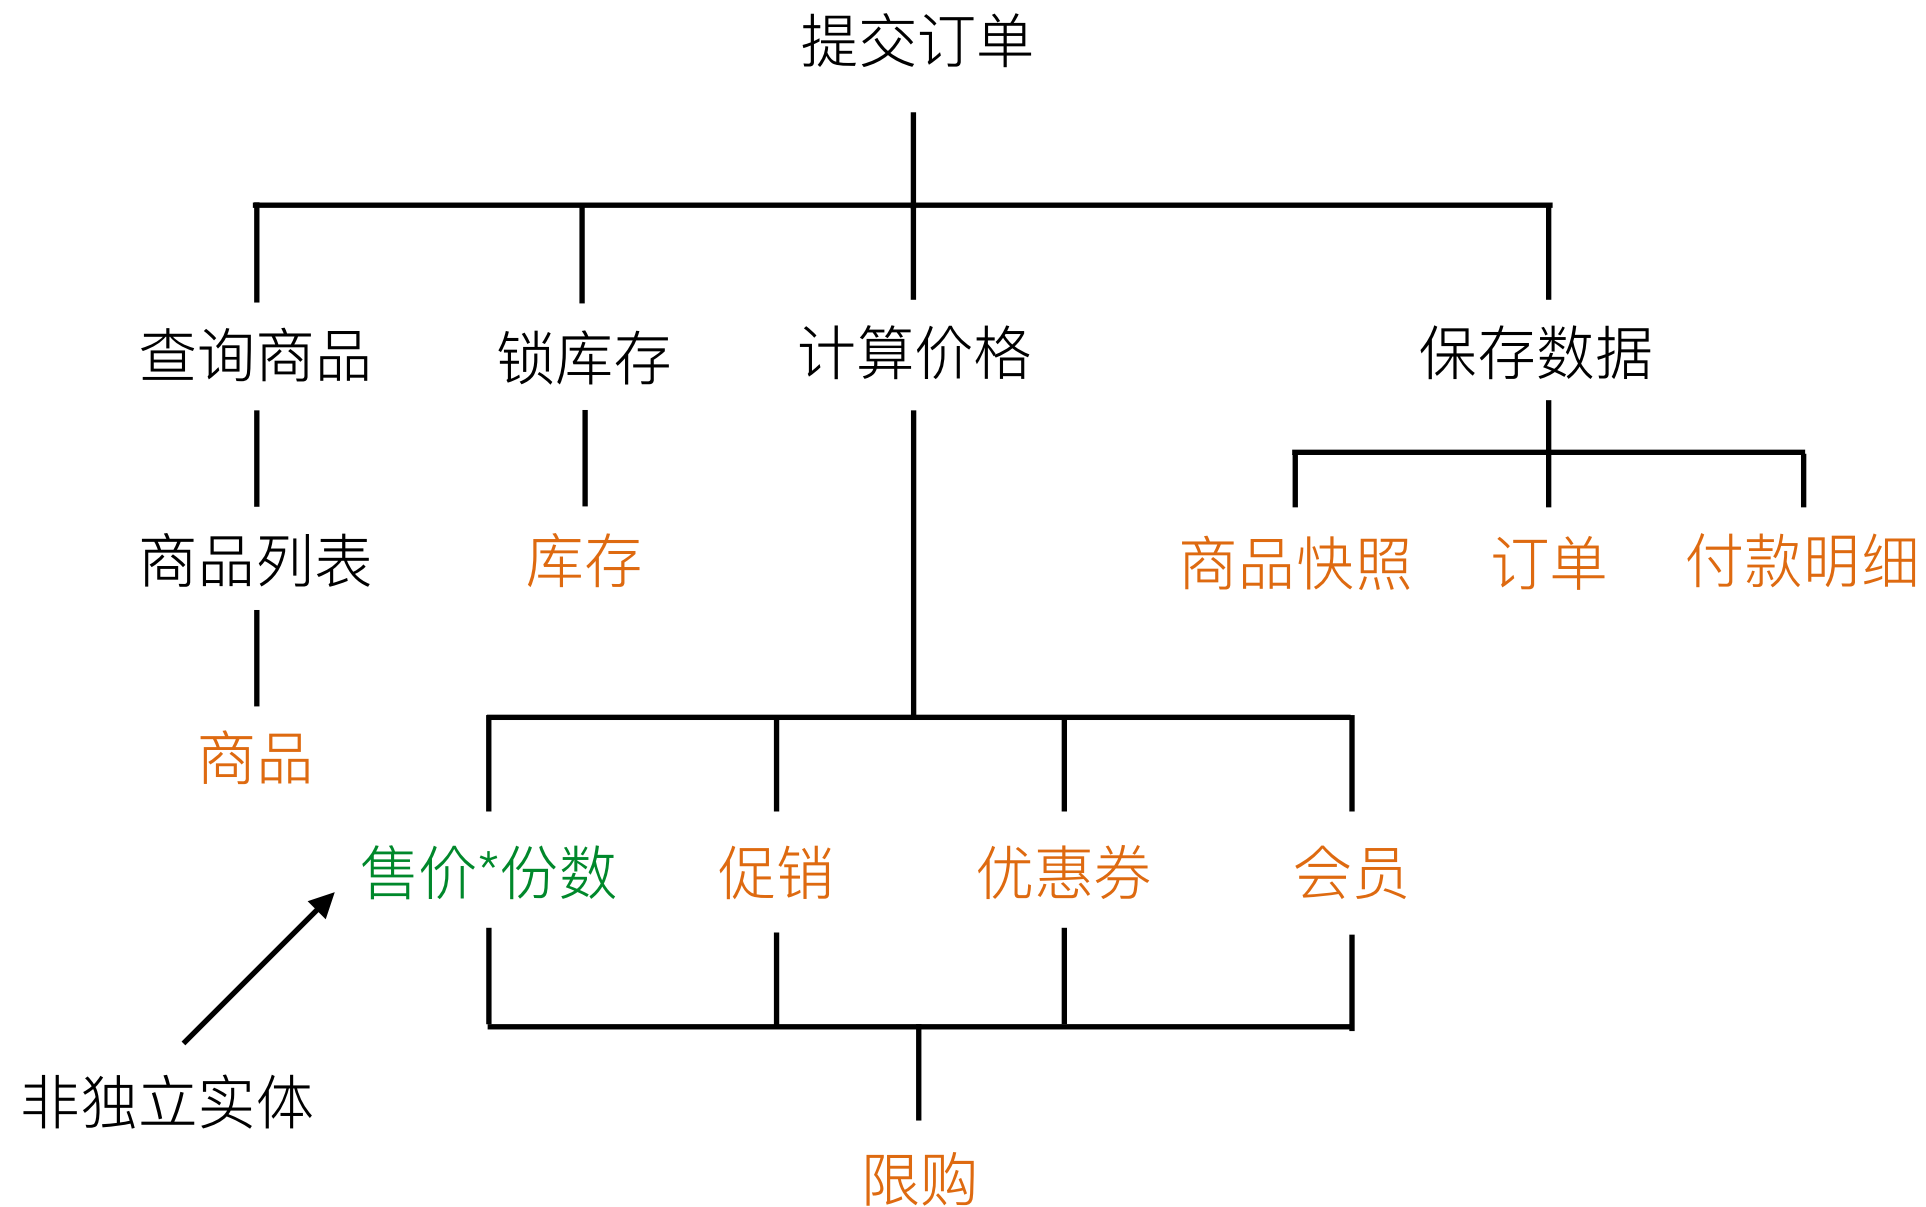 提交订单
查询商品
锁库存
计算价格
保存数据
商品列表
库存
商品快照
订单
付款明细
商品
售价*份数
促销
优惠券
会员
非独立实体
限购